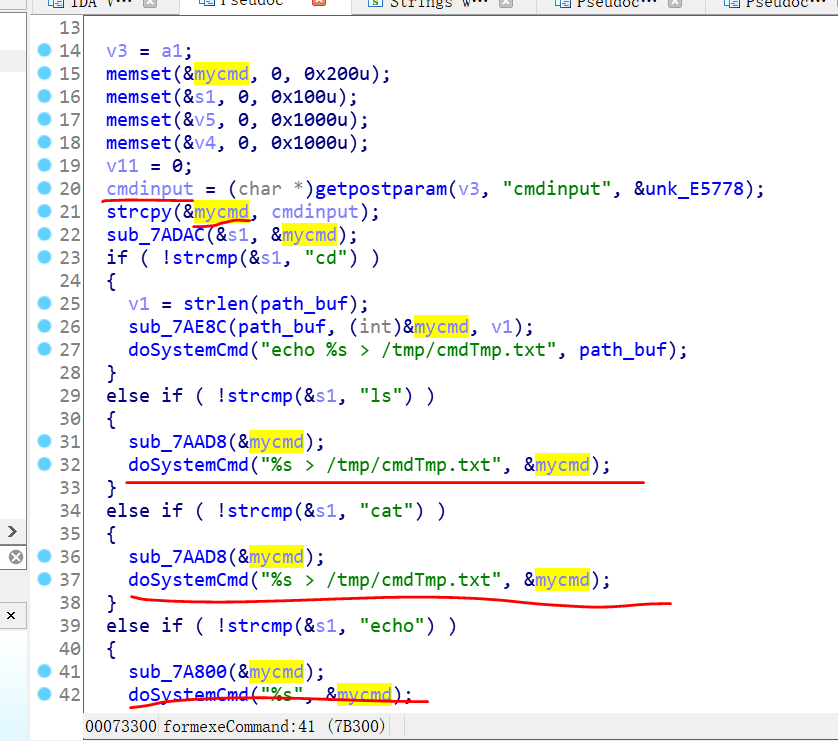 IDA V···
Pseudoc
Strings w···
Pseudoc···
Pseudoc···
13
14 v3 = a1;
15 memset(&mycmd, 0, 0x200u);
16 memset(&s1, 0, 0x100u);
17 memset(&v5, 0, 0x1000u);
18 memset(&v4, 0, 0x1000u);
19 v11 = 0;
20 cmdinput = (char *)getpostparam(v3, "cmdinput", &unk_E5778);
21 strcpy(&mycmd, cmdinput);
22 sub_7ADAC(&s1, &mycmd);
23 if ( !strcmp(&s1, "cd") )
24 {
25 v1 = strlen(path_buf);
26 sub_7AE8C(path_buf, (int)&mycmd, v1);
27 doSystemCmd("echo %s > /tmp/cmdTmp.txt", path_buf);
28 }
29 else if ( !strcmp(&s1, "ls") )
30 {
31 sub_7AAD8(&mycmd);
32 doSystemCmd("%s > /tmp/cmdTmp.txt", &mycmd);
33 }
34 else if ( !strcmp(&s1, "cat") )
35 {
36 sub_7AAD8(&mycmd);
37 doSystemCmd("%s > /tmp/cmdTmp.txt", &mycmd);
38 }
39 else if ( !strcmp(&s1, "echo") )
40 {
41 sub_7A800(&mycmd);
42 doSystemCmd("%s", &mycmd);
00073300 formexeCommand:41 (7B300)